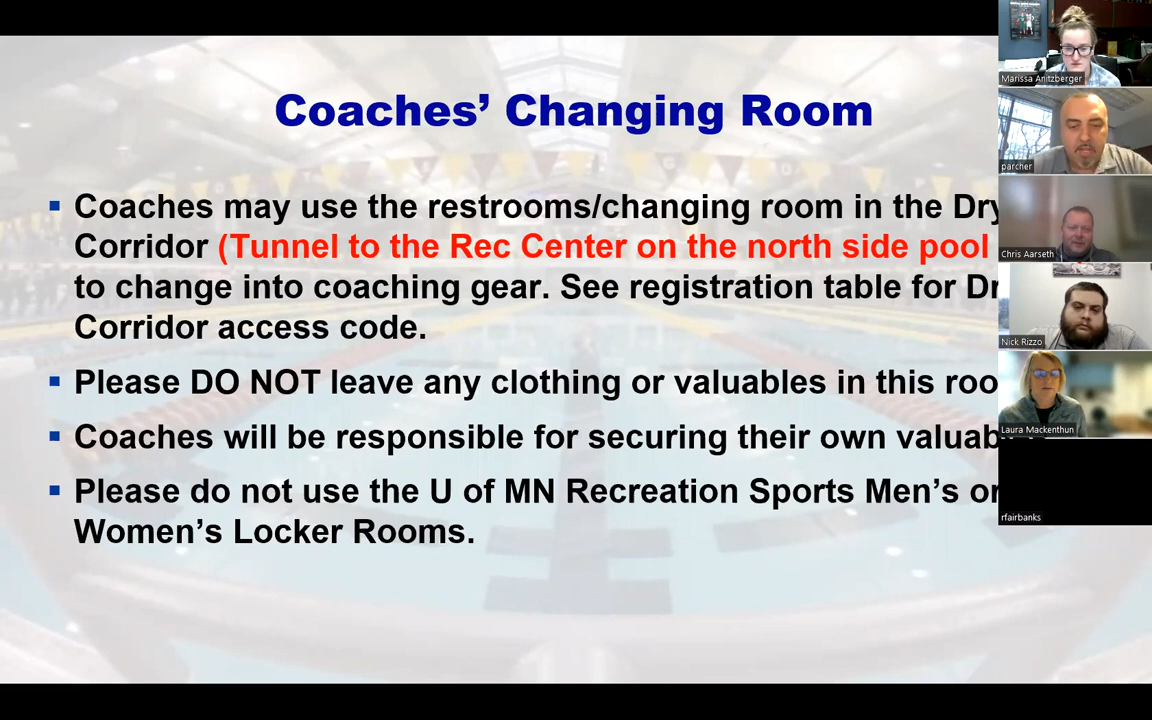 Coaches’ Changing Room
Coaches may use the restrooms/changing room in the Dry
Corridor (Tunnel to the Rec Center on the north side pool
to change into coaching gear. See registration table for
Corridor access code.
Please DO NOT leave any clothing or valuables in this
Coaches will be responsible for securing their own
Please do not use the U of MN Recreation Sports Men’s or
Women’s Locker Rooms.
Marissa Anitzberger
parcher
Chris Aarseth
Nick Rizzo
Laura Mackenthun
rfairbanks